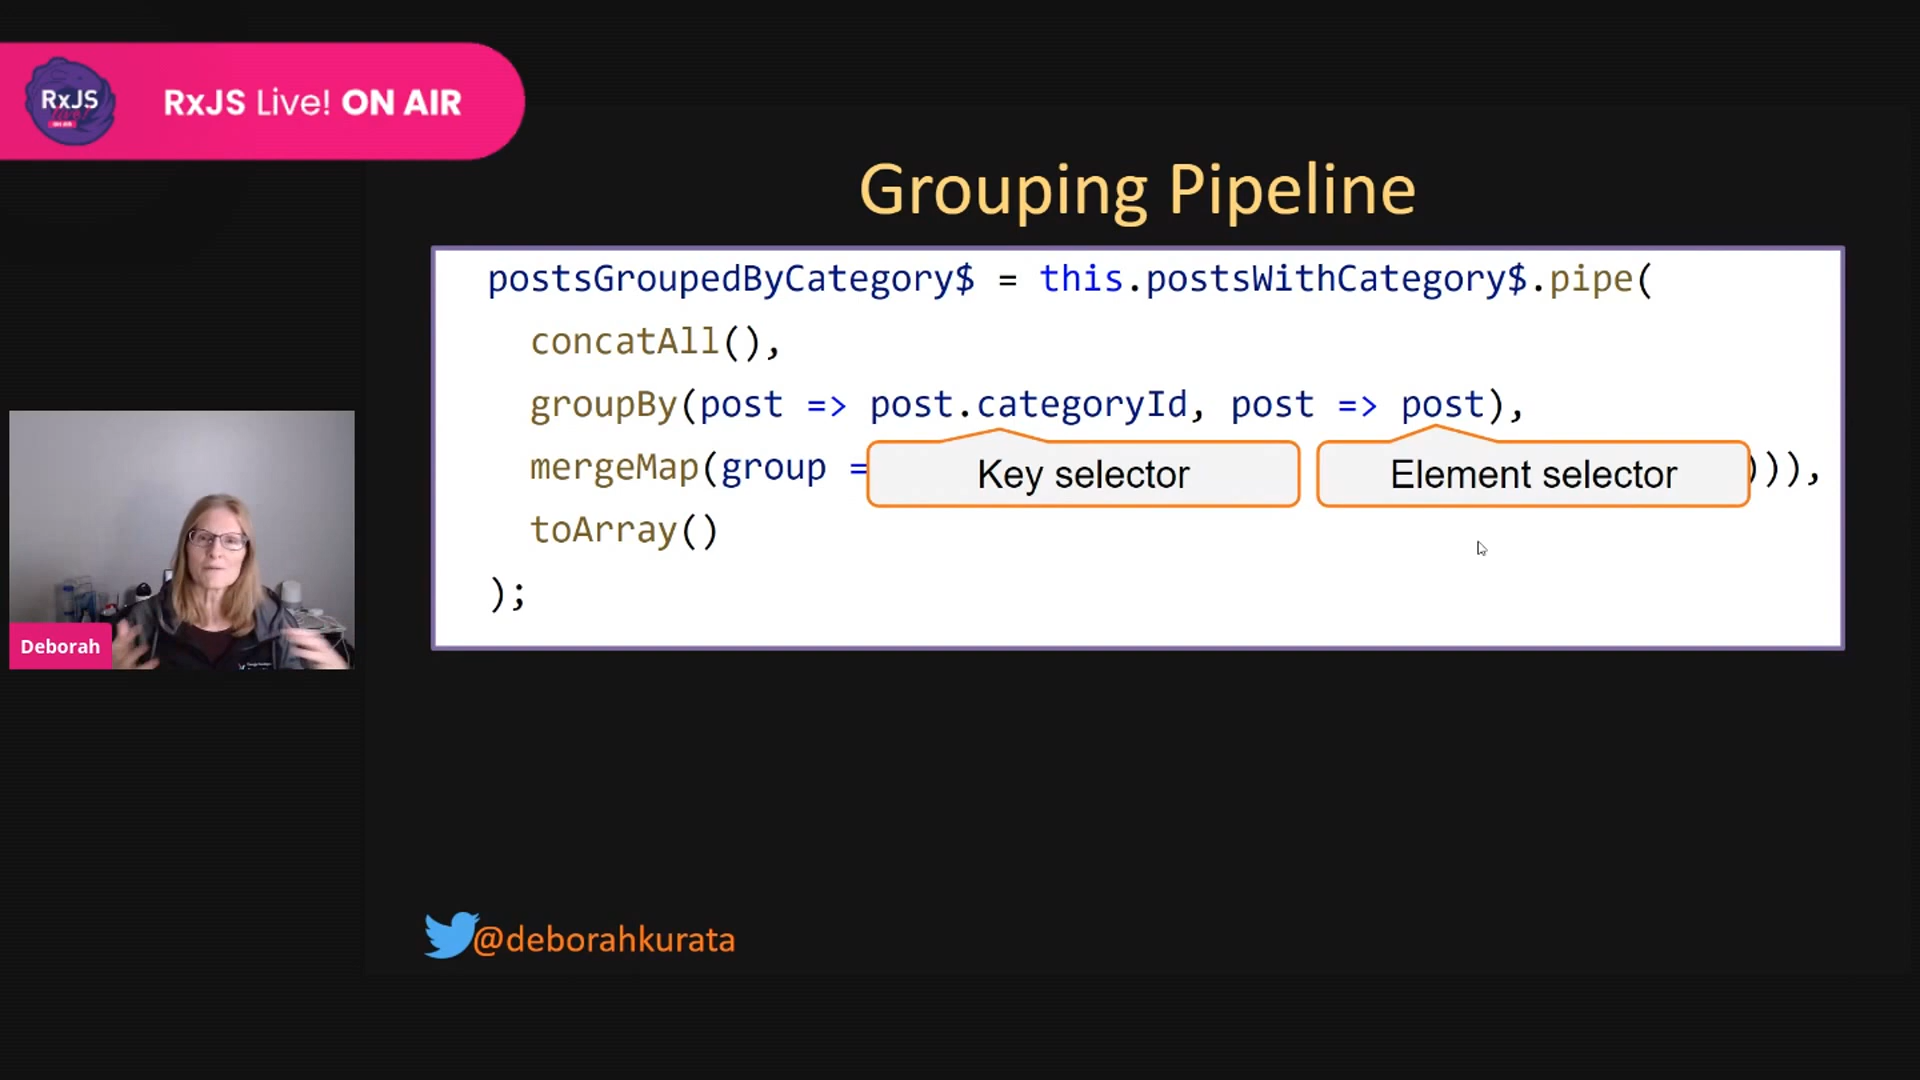 RxJS
RxJS Live! ON AIR
Grouping Pipeline
postsGroupedByCategory$ = this.postsWithCategory$.pipe(
concatAll(),
groupBy(post => post.categoryId, post => post),
mergeMap(group =
))),
Key selector
Element selector
toArray()
);
Deborah
@deborahkurata